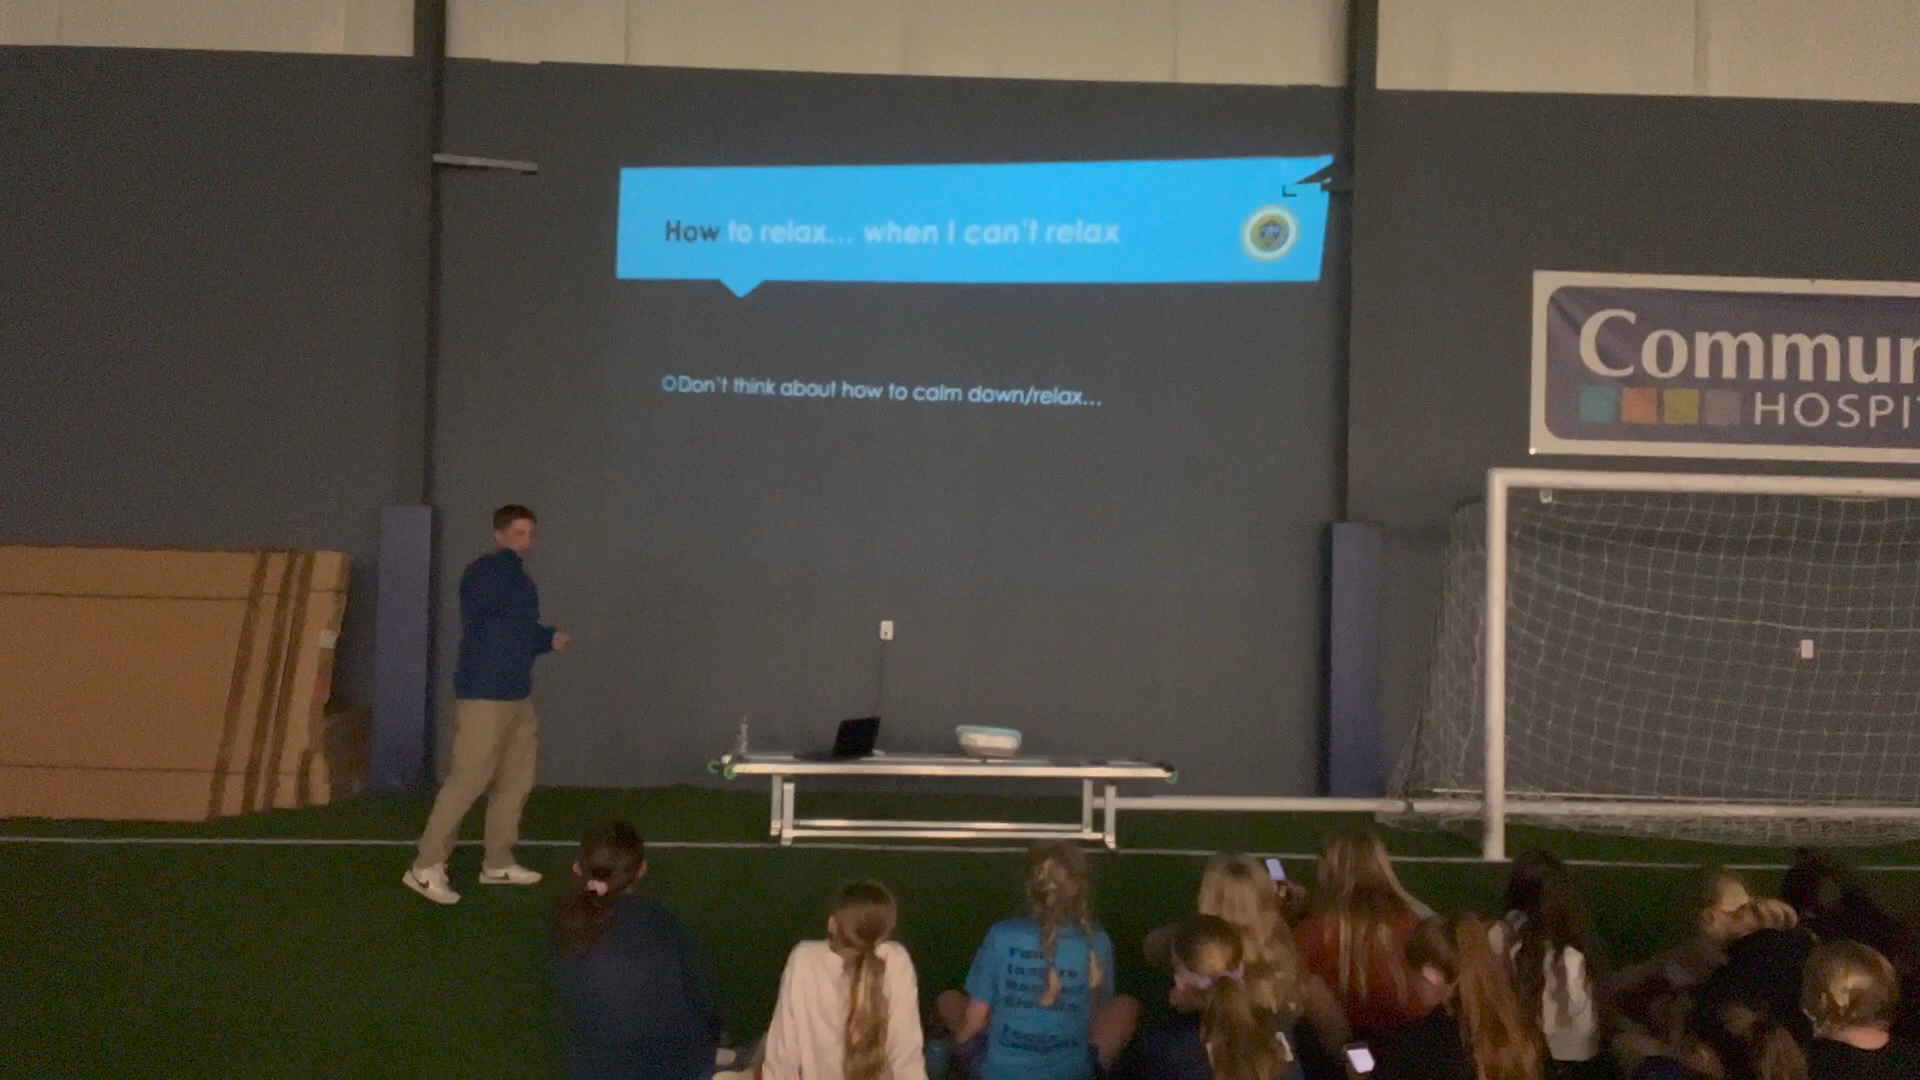 How to relax... when I can't relax
Don't think about how to calm down/relax...
Commun
HOSPIT